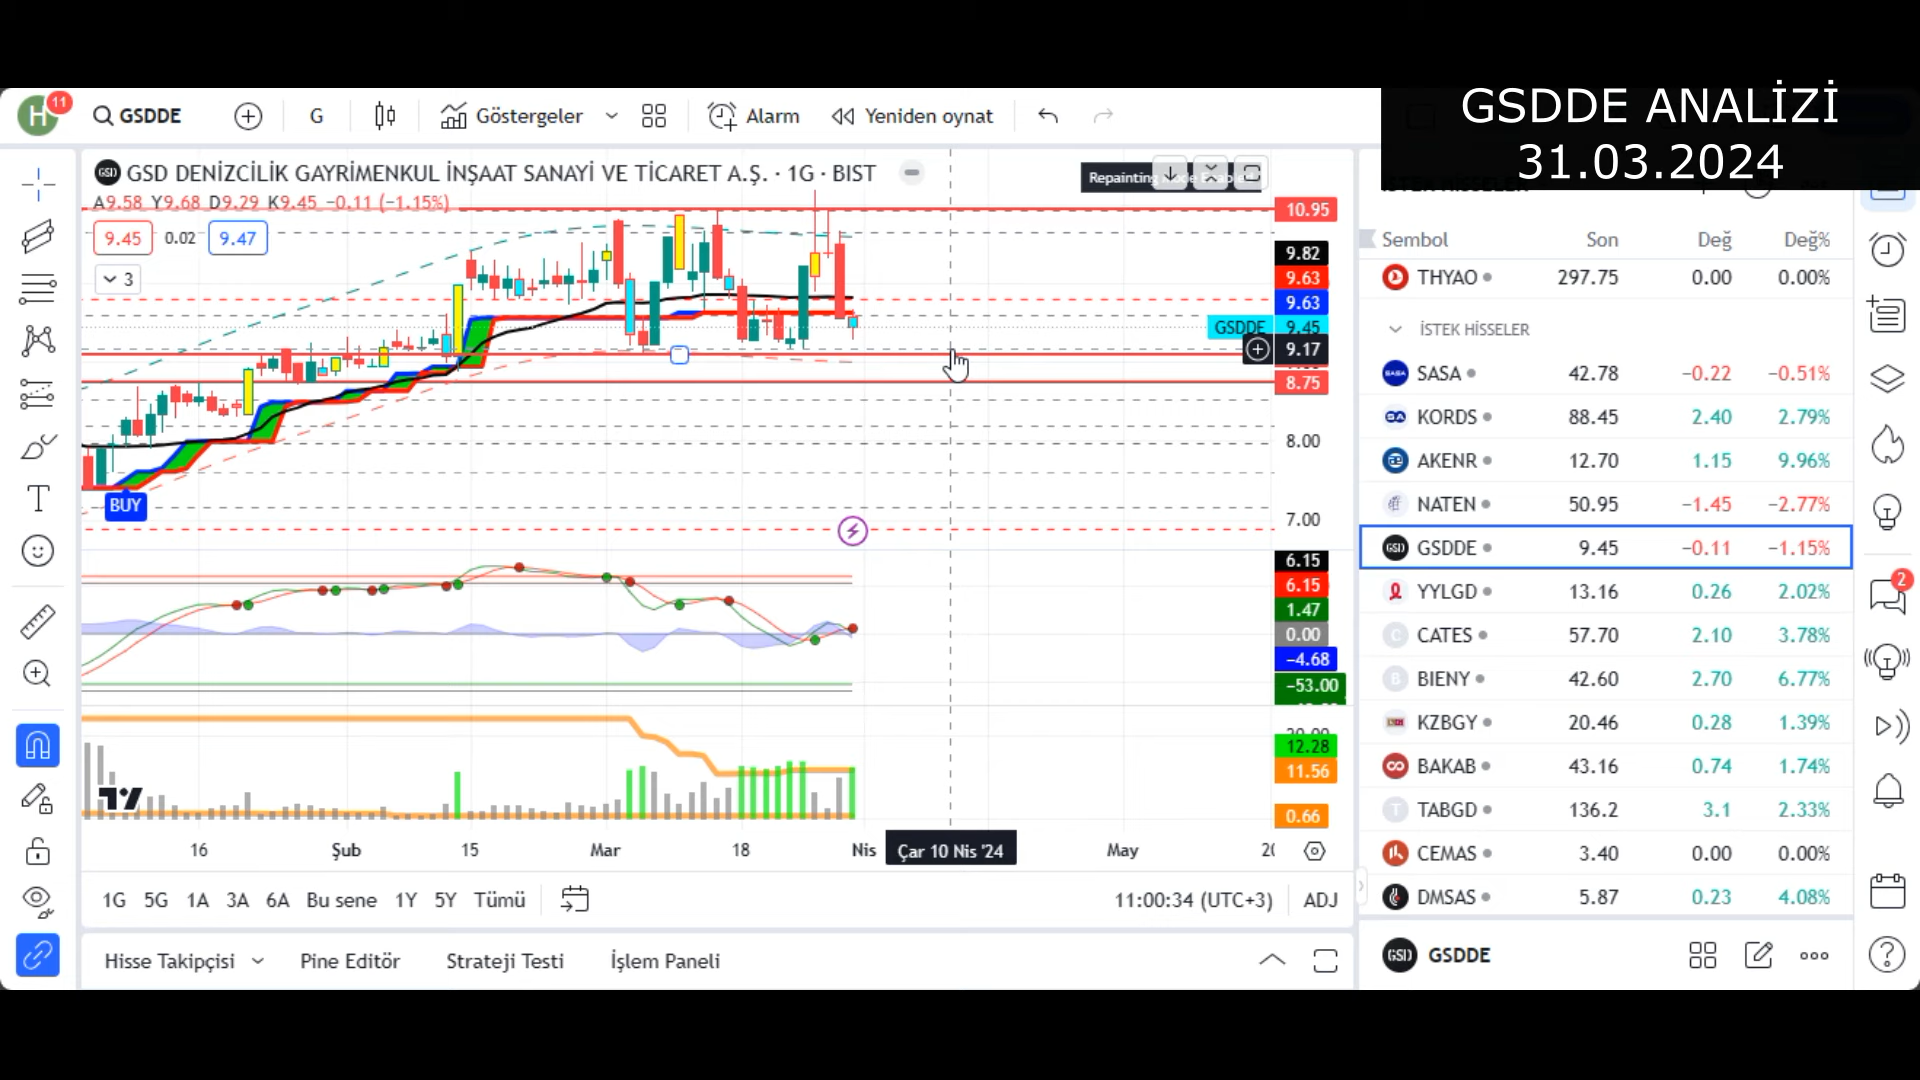 GSDDE ANALİZİ
31.03.2024
H 11
GSDDE
G
Göstergeler
Alarm
Yeniden oynat
GSD DENİZCİLİK GAYRİMENKUL İNŞAAT SANAYİ VE TİCARET A.Ş. · 1G · BIST
Repainting
A9.58 Y9.68 D9.29 K9.45 −0.11 (−1.15%)
9.45 0.02 9.47
3
BUY
10.95
9.82
9.63
9.63
GSDDE 9.45
9.17
8.75
8.00
7.00
6.15
6.15
1.47
0.00
−4.68
−53.00
12.28
11.56
0.66
16 Şub 15 Mar 18 Nis Çar 10 Nis '24 May
1G 5G 1A 3A 6A Bu sene 1Y 5Y Tümü
11:00:34 (UTC+3) ADJ
Hisse Takipçisi Pine Editör Strateji Testi İşlem Paneli
Sembol Son Değ Değ%
THYAO 297.75 0.00 0.00%
İSTEK HİSSELER
SASA 42.78 −0.22 −0.51%
KORDS 88.45 2.40 2.79%
AKENR 12.70 1.15 9.96%
NATEN 50.95 −1.45 −2.77%
GSDDE 9.45 −0.11 −1.15%
YYLGD 13.16 0.26 2.02%
CATES 57.70 2.10 3.78%
BIENY 42.60 2.70 6.77%
KZBGY 20.46 0.28 1.39%
BAKAB 43.16 0.74 1.74%
TABGD 136.2 3.1 2.33%
CEMAS 3.40 0.00 0.00%
DMSAS 5.87 0.23 4.08%
GSD GSDDE
2